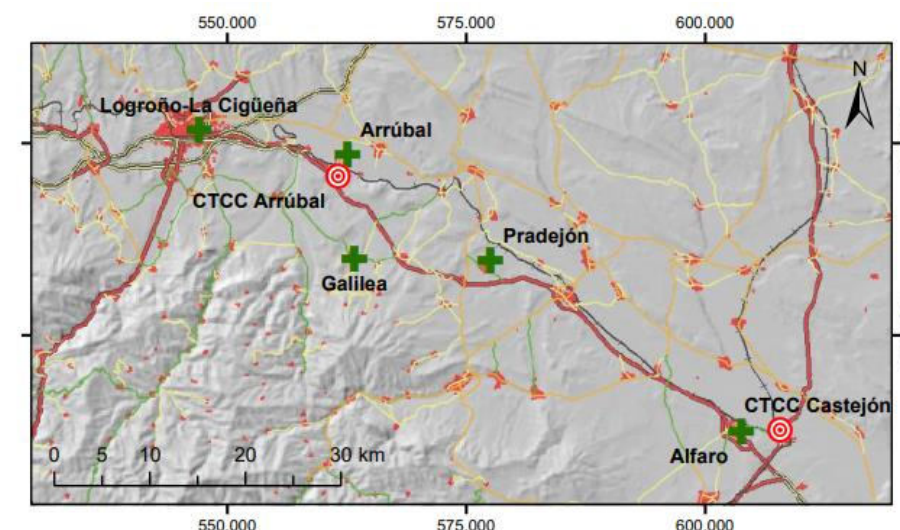 550.000 575.000 600.000
N
Logroño-La Cigüeña
Arrúbal
CTCC Arrúbal
Pradejón
Galilea
CTCC Castejón
Alfaro
0 5 10 20 30 km
550.000 575.000 600.000